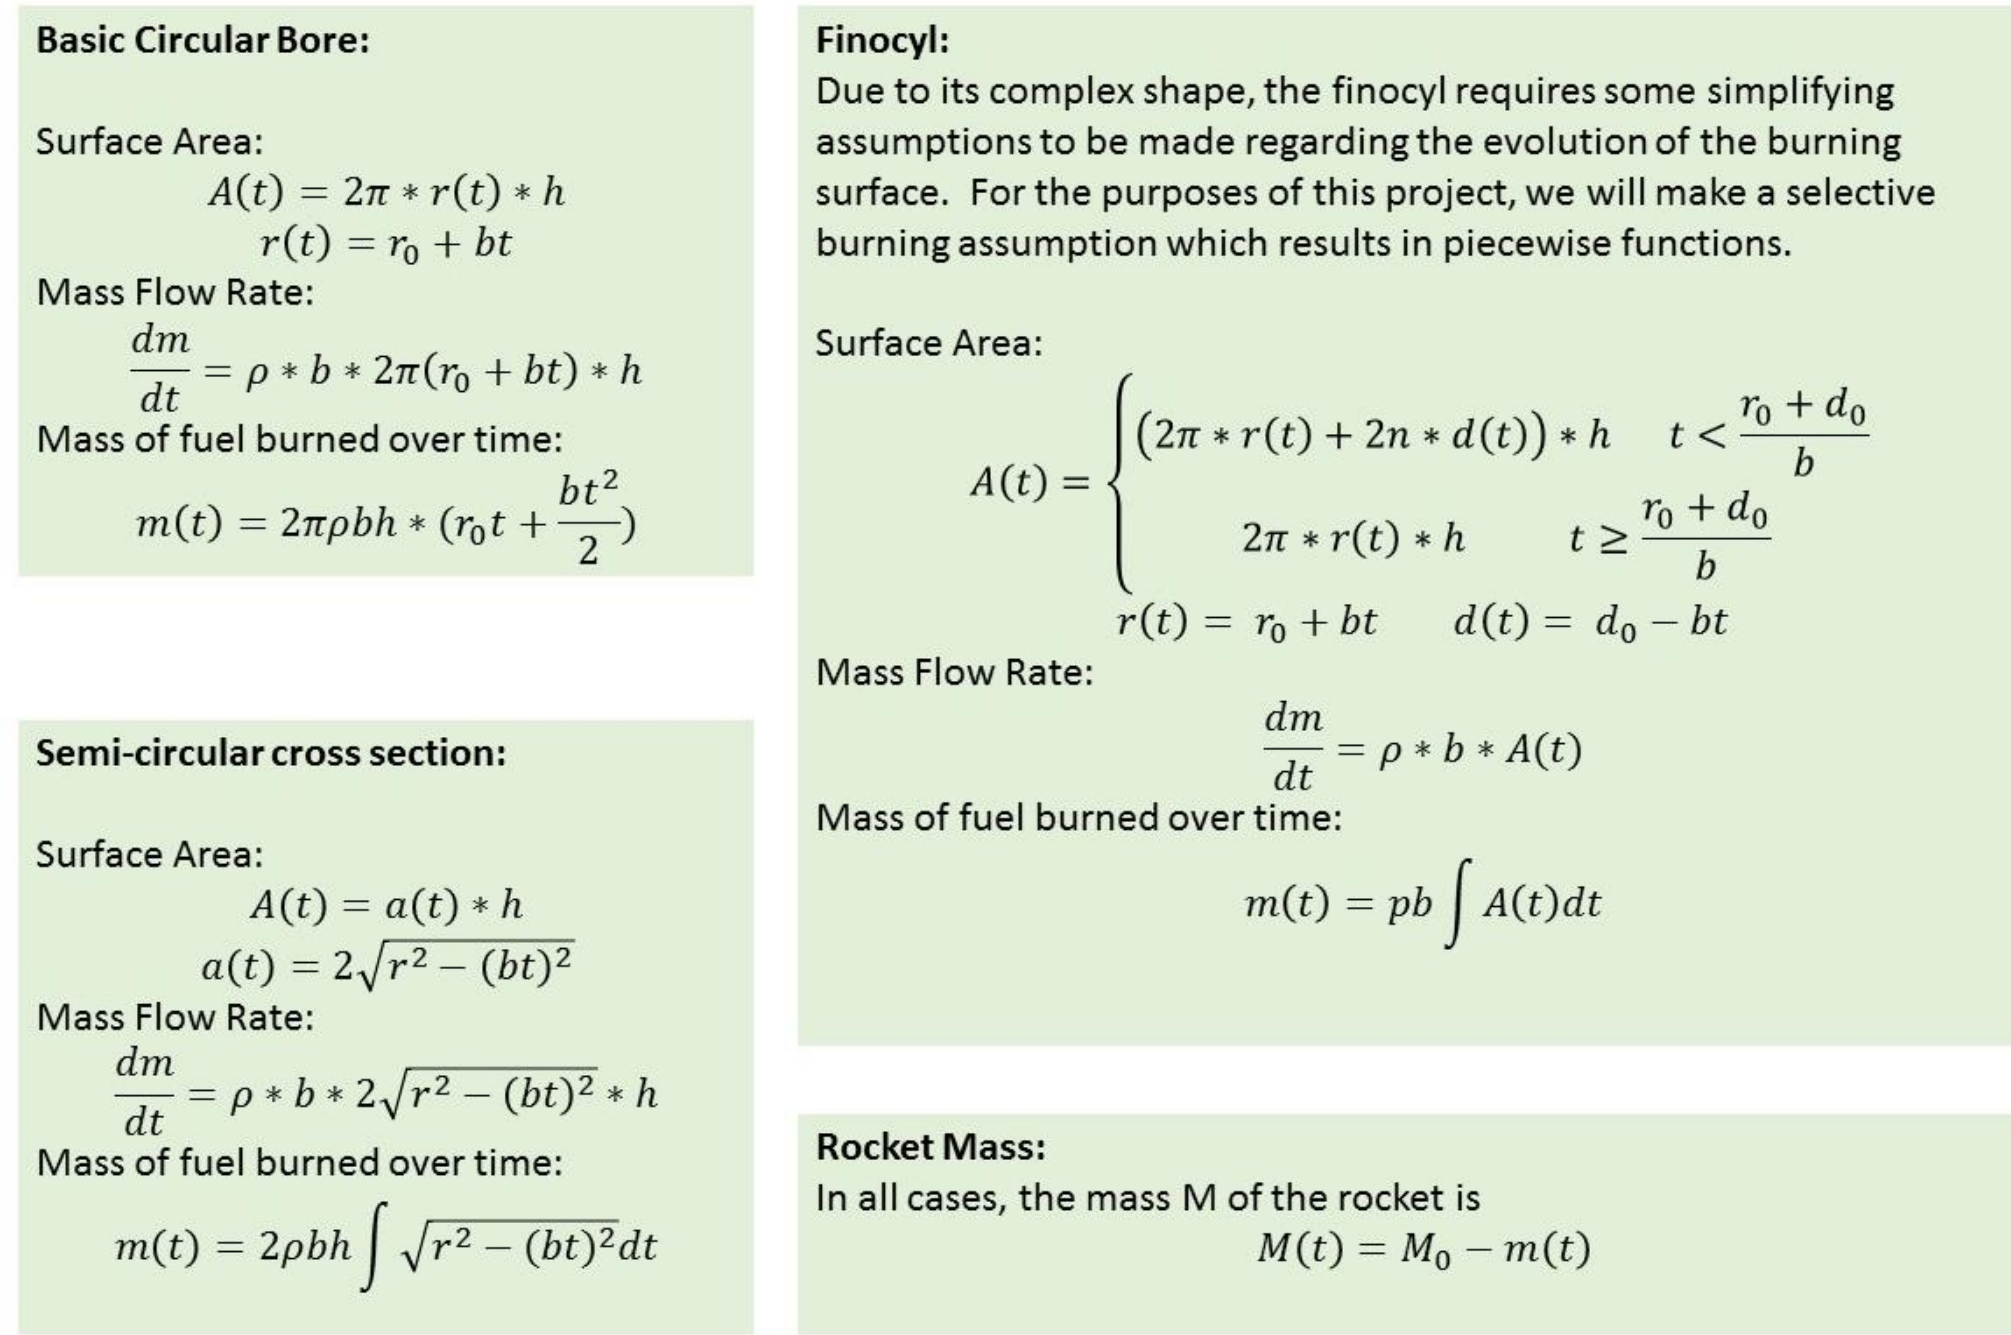 Basic Circular Bore:
Surface Area:
A(t) = 2π * r(t) * h
r(t) = r₀ + bt
Mass Flow Rate:
dm/dt = ρ * b * 2π(r₀ + bt) * h
Mass of fuel burned over time:
m(t) = 2πρbh * (r₀t + bt²/2)
Semi-circular cross section:
Surface Area:
A(t) = a(t) * h
a(t) = 2√(r² − (bt)²)
Mass Flow Rate:
dm/dt = ρ * b * 2√(r² − (bt)²) * h
Mass of fuel burned over time:
m(t) = 2ρbh ∫ √(r² − (bt)²)dt
Finocyl:
Due to its complex shape, the finocyl requires some simplifying
assumptions to be made regarding the evolution of the burning
surface. For the purposes of this project, we will make a selective
burning assumption which results in piecewise functions.
Surface Area:
A(t) = { (2π * r(t) + 2n * d(t)) * h    t < (r₀ + d₀)/b
2π * r(t) * h    t ≥ (r₀ + d₀)/b
r(t) = r₀ + bt    d(t) = d₀ − bt
Mass Flow Rate:
dm/dt = ρ * b * A(t)
Mass of fuel burned over time:
m(t) = pb ∫ A(t)dt
Rocket Mass:
In all cases, the mass M of the rocket is
M(t) = M₀ − m(t)